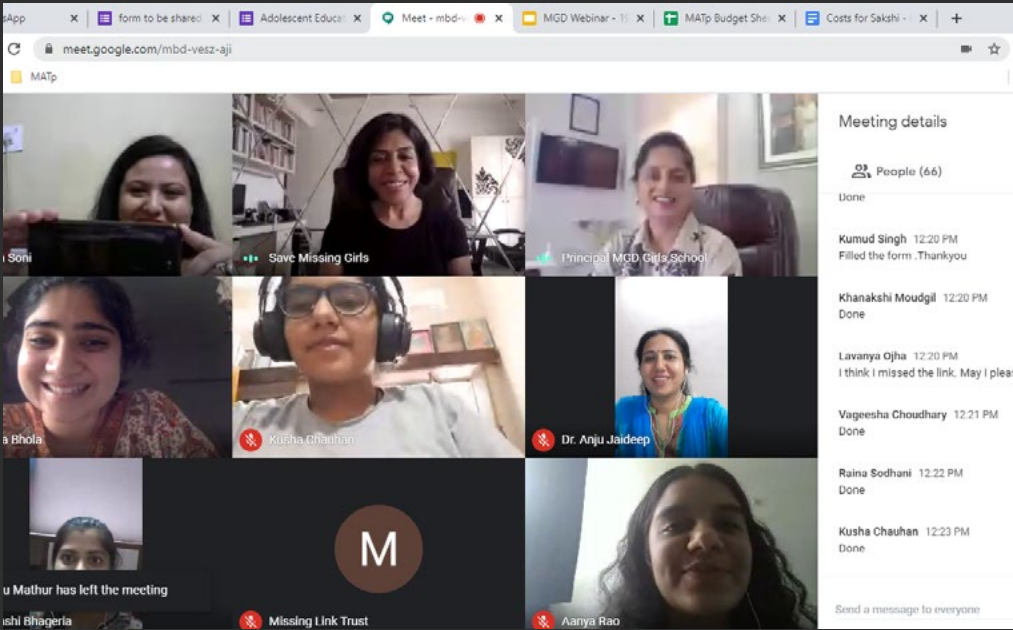 sApp
form to be shared
Adolescent Educat
Meet - mbd-v
MGD Webinar - 19
MATp Budget She
Costs for Sakshi -
meet.google.com/mbd-vesz-aji
MATp
Soni
Save Missing Girls
Principal MGD Girls School
a Bhola
Kusha Chauhan
Dr. Anju Jaideep
u Mathur has left the meeting
shi Bhageria
M
Missing Link Trust
Aanya Rao
Meeting details
People (66)
Done
Kumud Singh 12:20 PM
Filled the form .Thankyou
Khanakshi Moudgil 12:20 PM
Done
Lavanya Ojha 12:20 PM
I think I missed the link. May I pleas
Vageesha Choudhary 12:21 PM
Done
Raina Sodhani 12:22 PM
Done
Kusha Chauhan 12:23 PM
Done
Send a message to everyone